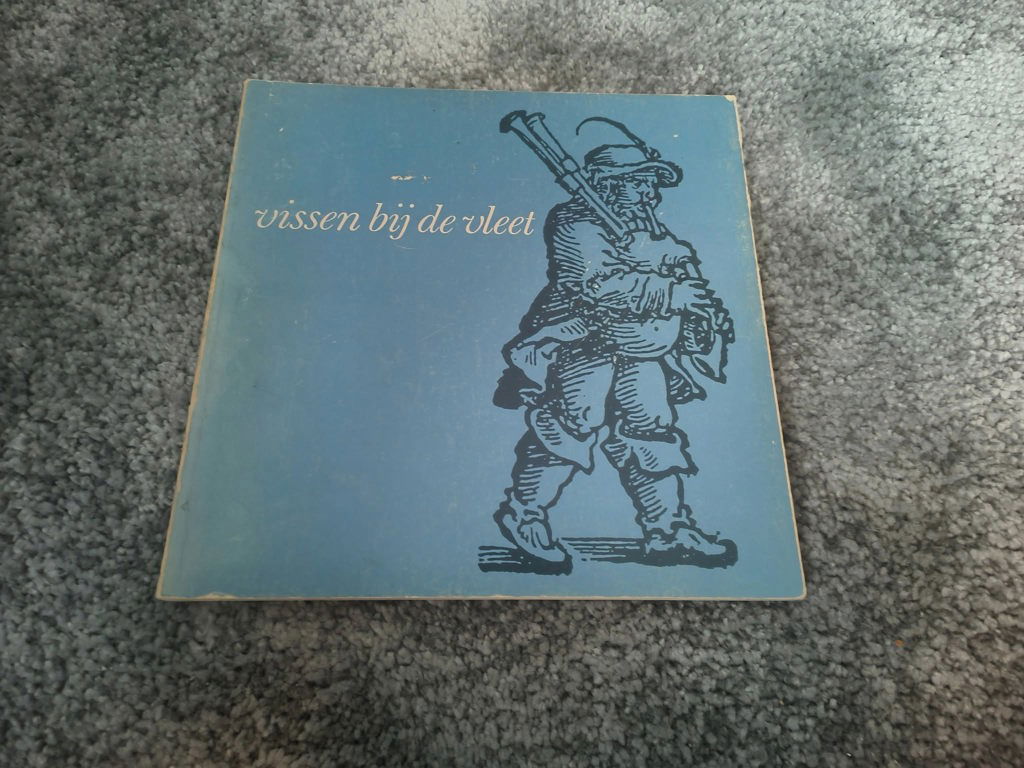 vissen bij de vleet